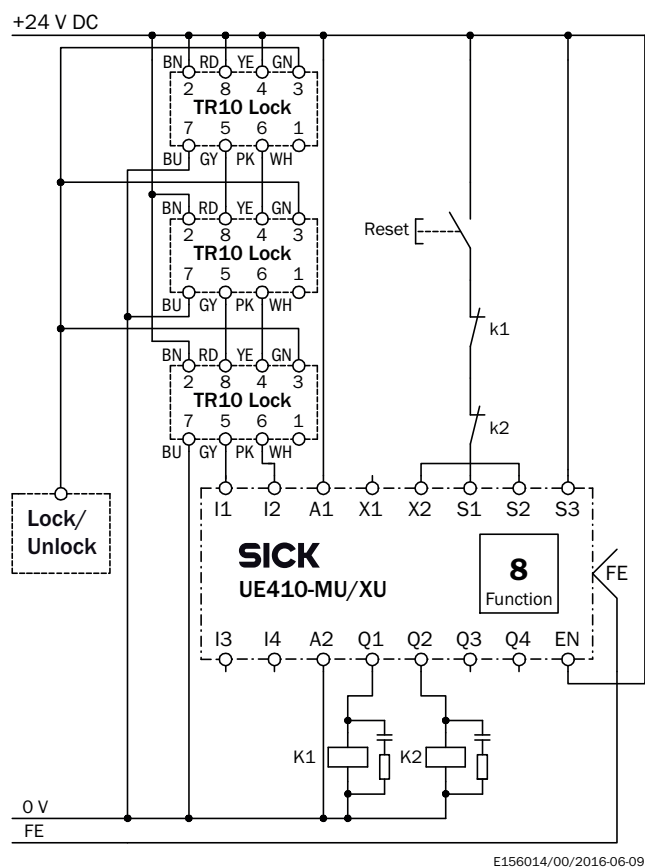 +24 V DC
BN RD YE GN
2 8 4 3
TR10 Lock
7 5 6 1
BU GY PK WH
BN RD YE GN
2 8 4 3
TR10 Lock
7 5 6 1
BU GY PK WH
Reset
k1
BN RD YE GN
2 8 4 3
TR10 Lock
7 5 6 1
BU GY PK WH
k2
Lock/
Unlock
I1 I2 A1 X1 X2 S1 S2 S3
SICK
UE410-MU/XU
8
Function
FE
I3 I4 A2 Q1 Q2 Q3 Q4 EN
K1 K2
0 V
FE
E156014/00/2016-06-09